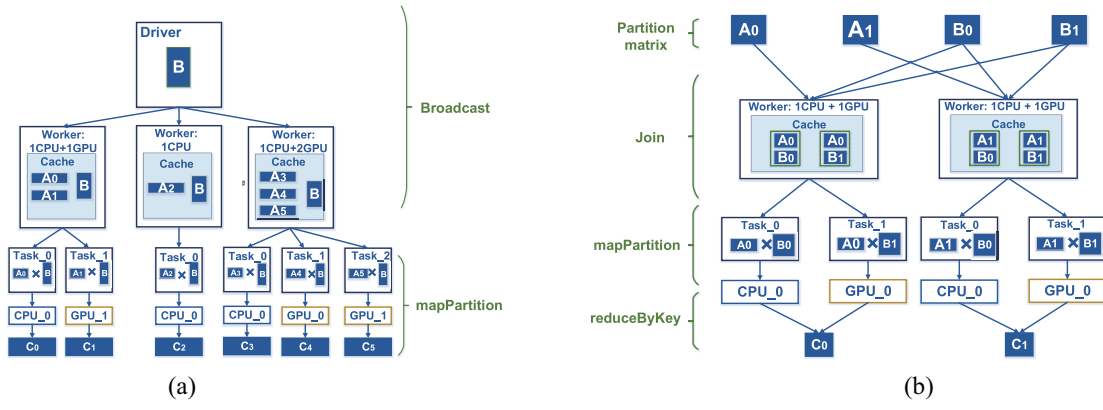 Driver
B
Broadcast
Worker:
1CPU+1GPU
Cache
A0
A1
B
Worker:
1CPU
Cache
A2
B
Worker:
1CPU+2GPU
Cache
A3
A4
A5
B
Task_0
A0 × B
Task_1
A1 × B
Task_0
A2 × B
Task_0
A3 × B
Task_1
A4 × B
Task_2
A5 × B
mapPartition
CPU_0
GPU_1
CPU_0
CPU_0
GPU_0
GPU_1
C0
C1
C2
C3
C4
C5
(a)
Partition
matrix
A0
A1
B0
B1
Join
Worker: 1CPU + 1GPU
Cache
A0
B0
A0
B1
Worker: 1CPU + 1GPU
Cache
A1
B0
A1
B1
mapPartition
Task_0
A0 × B0
Task_1
A0 × B1
Task_0
A1 × B0
Task_1
A1 × B1
reduceByKey
CPU_0
GPU_0
CPU_0
GPU_0
C0
C1
(b)